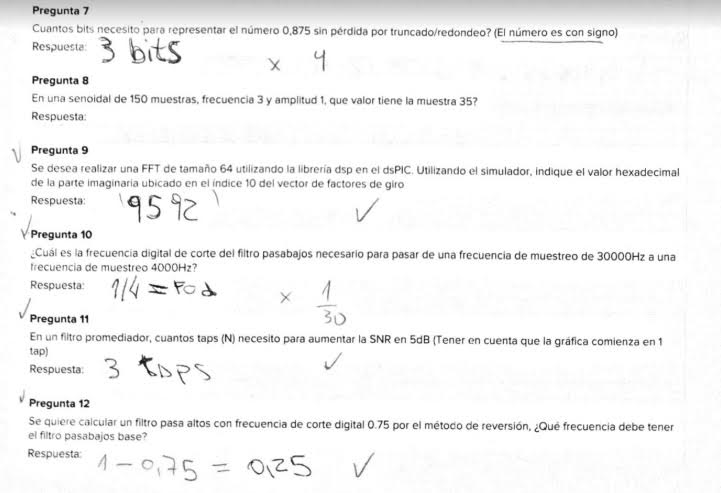 Pregunta 7
Cuantos bits necesito para representar el número 0,875 sin pérdida por truncado/redondeo? (El número es con signo)
Respuesta: 3 bits x 4
Pregunta 8
En una senoidal de 150 muestras, frecuencia 3 y amplitud 1, que valor tiene la muestra 35?
Respuesta:
Pregunta 9
Se desea realizar una FFT de tamaño 64 utilizando la librería dsp en el dsPIC. Utilizando el simulador, indique el valor hexadecimal
de la parte imaginaria ubicado en el índice 10 del vector de factores de giro
Respuesta: '9592' ✓
Pregunta 10
¿Cuál es la frecuencia digital de corte del filtro pasabajos necesario para pasar de una frecuencia de muestreo de 30000Hz a una
frecuencia de muestreo 4000Hz?
Respuesta: 1/4 = Fod x 1/30
Pregunta 11
En un filtro promediador, cuantos taps (N) necesito para aumentar la SNR en 5dB (Tener en cuenta que la gráfica comienza en 1
tap)
Respuesta: 3 taps ✓
Pregunta 12
Se quiere calcular un filtro pasa altos con frecuencia de corte digital 0.75 por el método de reversión, ¿Qué frecuencia debe tener
el filtro pasabajos base?
Respuesta: 1-0,75 = 0,25 ✓